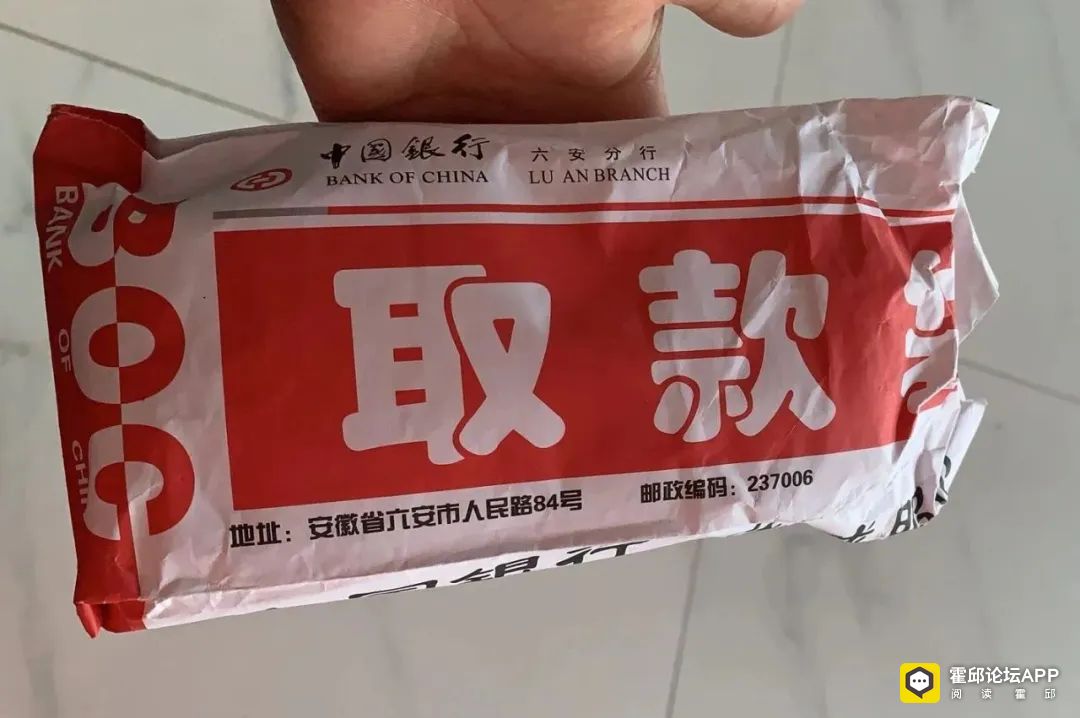 中国銀行 六安分行
BANK OF CHINA LU AN BRANCH
BOC
BANK OF
取款
地址：安徽省六安市人民路84号 邮政编码：237006
银行
霍邱论坛APP
阅读霍邱